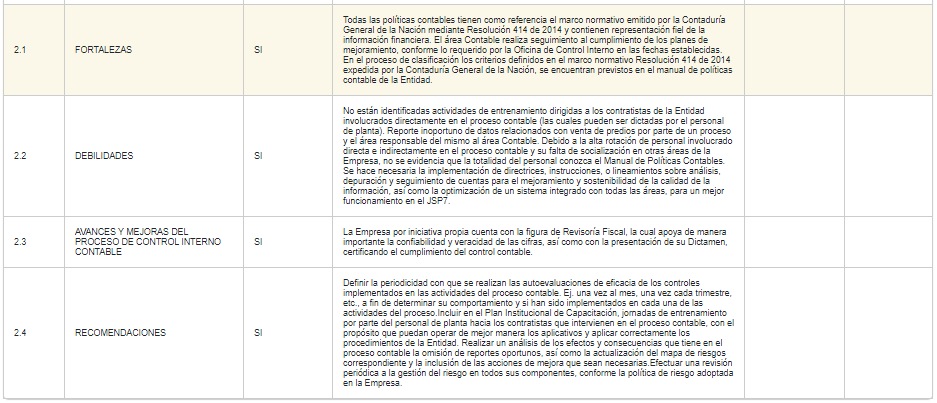 2.1
FORTALEZAS
SI
Todas las políticas contables tienen como referencia el marco normativo emitido por la Contaduría
General de la Nación mediante Resolución 414 de 2014 y contienen representación fiel de la
información financiera. El área Contable realiza seguimiento al cumplimiento de los planes de
mejoramiento, conforme lo requerido por la Oficina de Control Interno en las fechas establecidas.
En el proceso de clasificación los criterios definidos en el marco normativo Resolución 414 de 2014
expedida por la Contaduría General de la Nación, se encuentran previstos en el manual de políticas
contable de la Entidad.
2.2
DEBILIDADES
SI
No están identificadas actividades de entrenamiento dirigidas a los contratistas de la Entidad
involucrados directamente en el proceso contable (las cuales pueden ser dictadas por el personal
de planta). Reporte inoportuno de datos relacionados con venta de predios por parte de un proceso
y el área responsable del mismo al área Contable. Debido a la alta rotación de personal involucrado
directa e indirectamente en el proceso contable y su falta de socialización en otras áreas de la
Empresa, no se evidencia que la totalidad del personal conozca el Manual de Políticas Contables.
Se hace necesaria la implementación de directrices, instrucciones, o lineamientos sobre análisis,
depuración y seguimiento de cuentas para el mejoramiento y sostenibilidad de la calidad de la
información, así como la optimización de un sistema integrado con todas las áreas, para un mejor
funcionamiento en el JSP7.
2.3
AVANCES Y MEJORAS DEL
PROCESO DE CONTROL INTERNO
CONTABLE
SI
La Empresa por iniciativa propia cuenta con la figura de Revisoría Fiscal, la cual apoya de manera
importante la confiabilidad y veracidad de las cifras, así como con la presentación de su Dictamen,
certificando el cumplimiento del control contable.
2.4
RECOMENDACIONES
SI
Definir la periodicidad con que se realizan las autoevaluaciones de eficacia de los controles
implementados en las actividades del proceso contable. Ej. una vez al mes, una vez cada trimestre,
etc., a fin de determinar su comportamiento y si han sido implementados en cada una de las
actividades del proceso.Incluir en el Plan Institucional de Capacitación, jornadas de entrenamiento
por parte del personal de planta hacia los contratistas que intervienen en el proceso contable, con el
propósito que puedan operar de mejor manera los aplicativos y aplicar correctamente los
procedimientos de la Entidad. Realizar un análisis de los efectos y consecuencias que tiene en el
proceso contable la omisión de reportes oportunos, así como la actualización del mapa de riesgos
correspondiente y la inclusión de las acciones de mejora que sean necesarias.Efectuar una revisión
periódica a la gestión del riesgo en todos sus componentes, conforme la política de riesgo adoptada
en la Empresa.